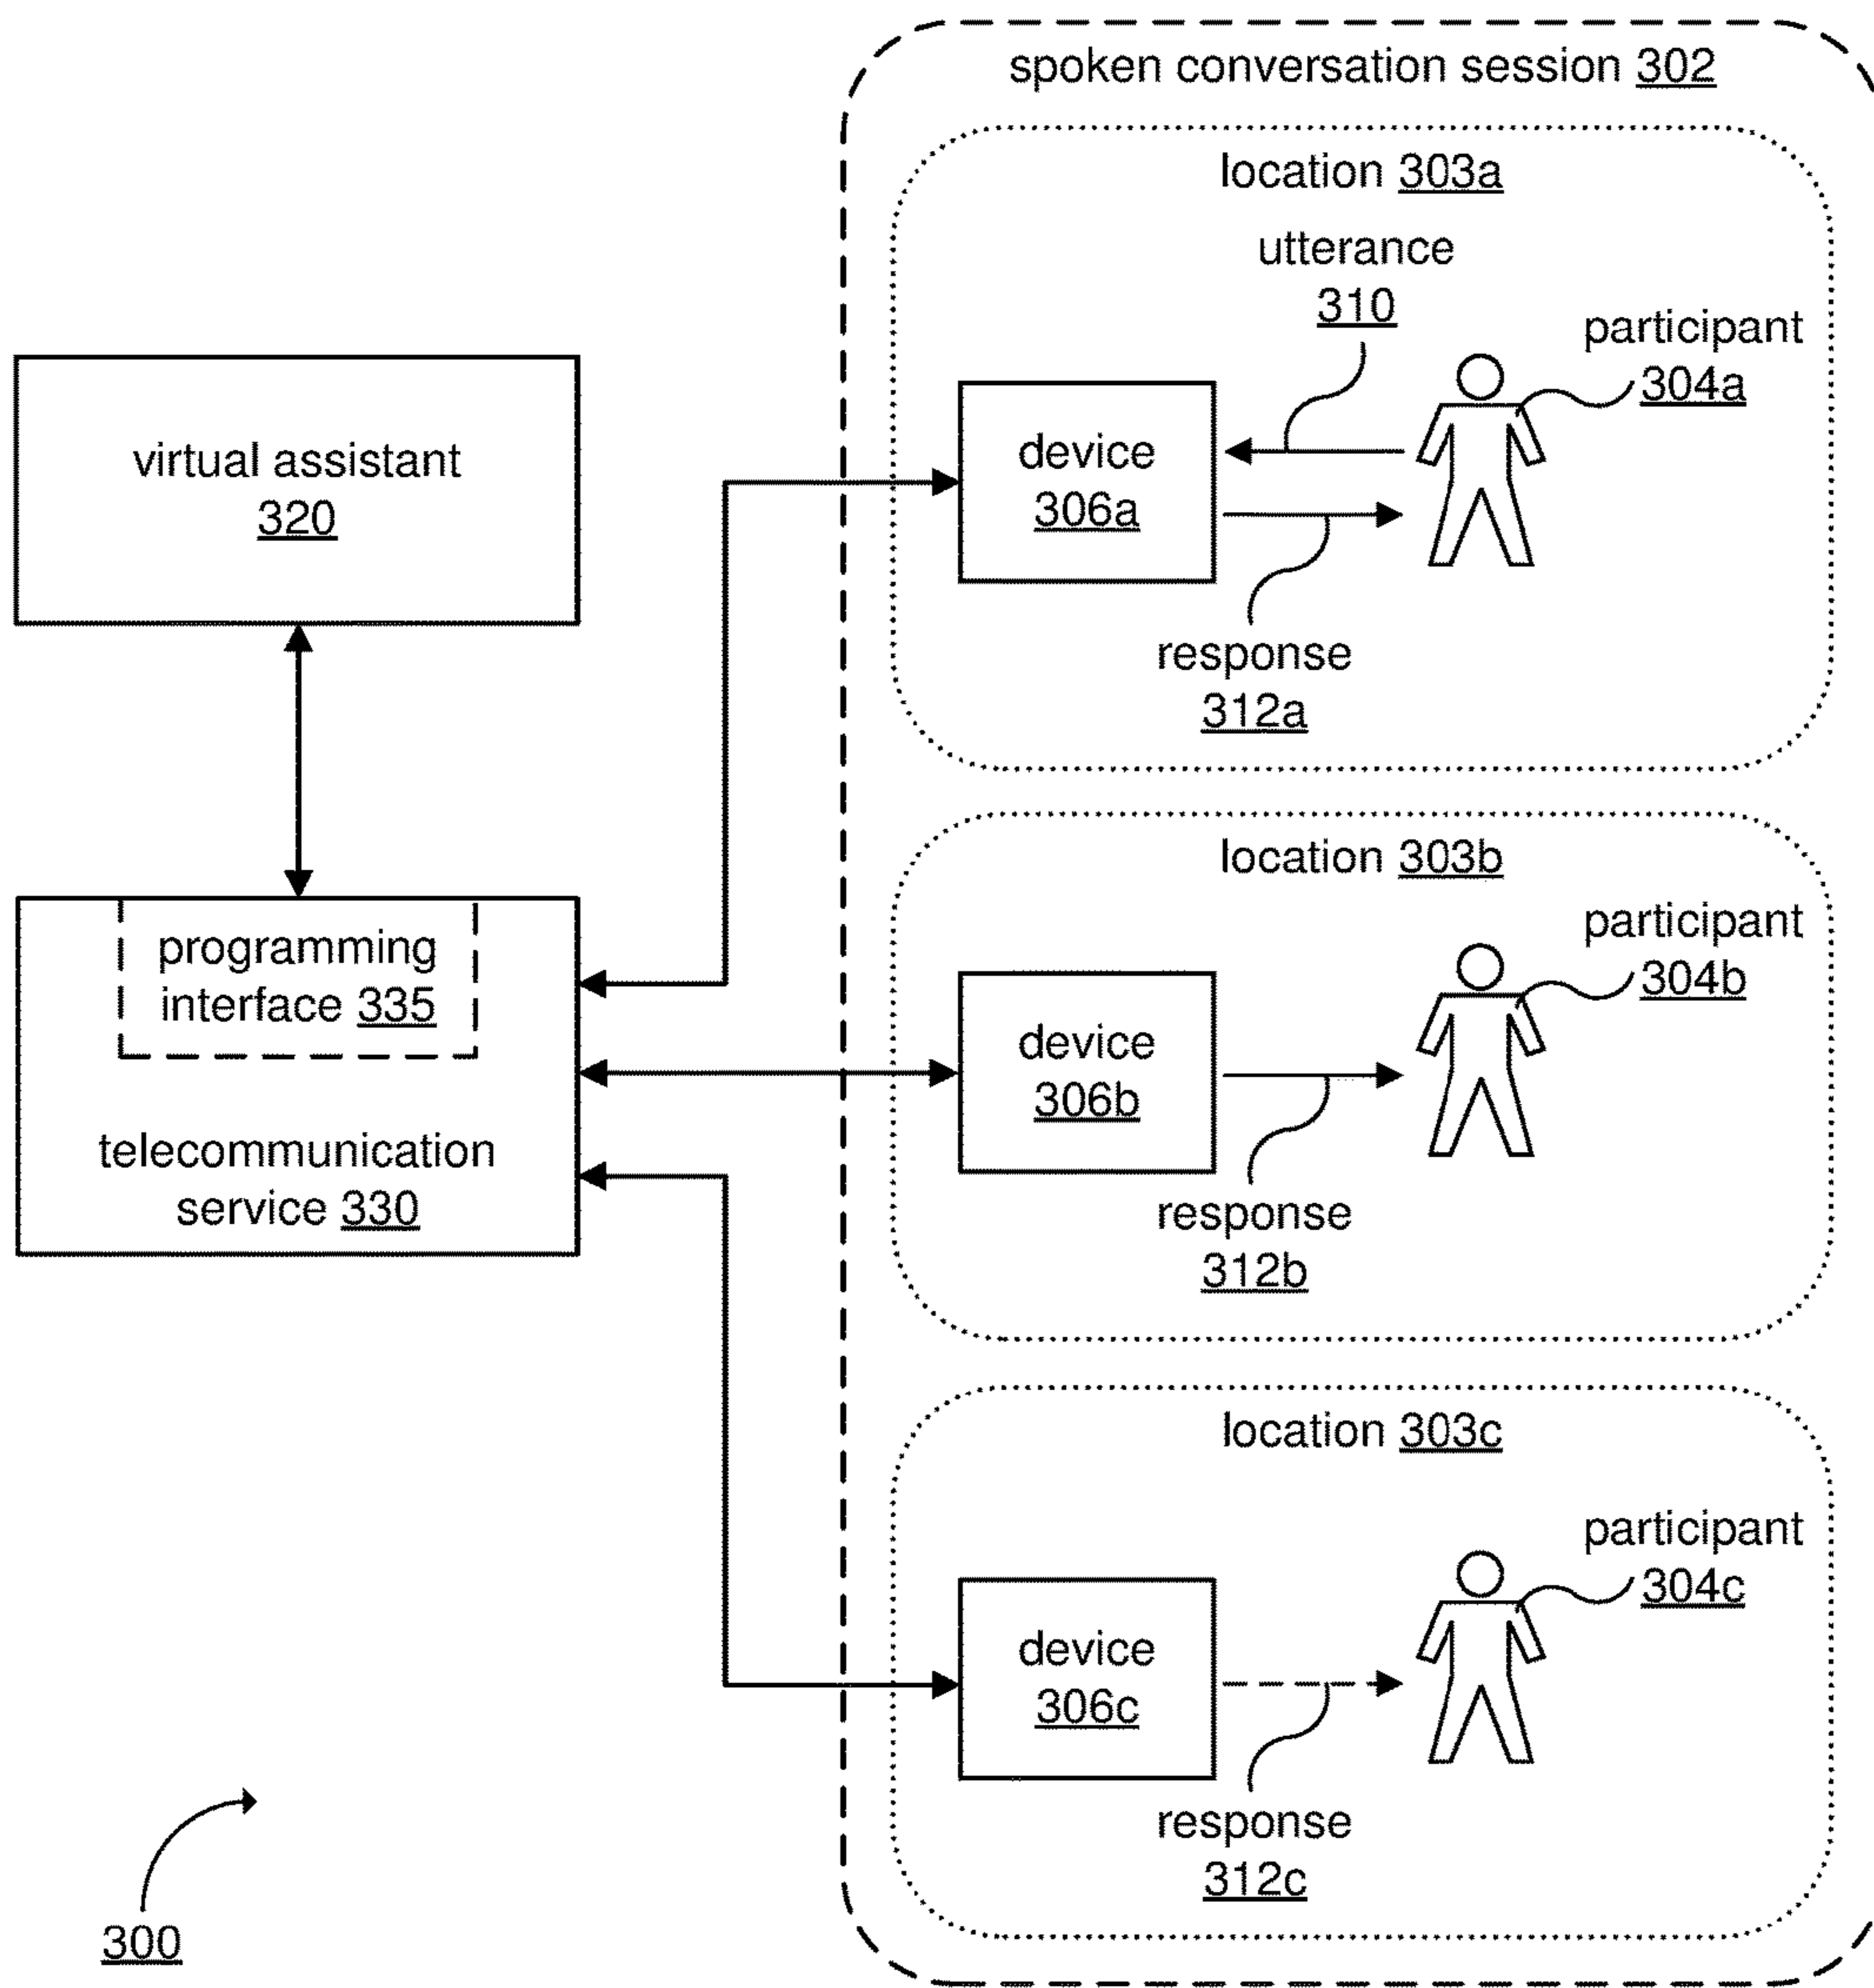 spoken conversation session 302
location 303a
utterance
310
participant
304a
device
306a
response
312a
virtual assistant
320
programming
interface 335
telecommunication
service 330
location 303b
participant
304b
device
306b
response
312b
location 303c
participant
304c
device
306c
response
312c
300